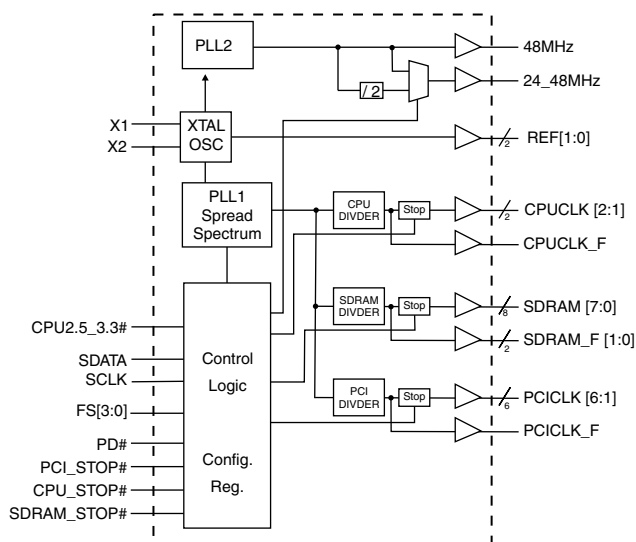 PLL2
48MHz
/ 2
24_48MHz
X1
X2
XTAL
OSC
2
REF[1:0]
PLL1
Spread
Spectrum
CPU
DIVDER
Stop
2
CPUCLK [2:1]
CPUCLK_F
SDRAM
DIVDER
Stop
8
SDRAM [7:0]
2
SDRAM_F [1:0]
PCI
DIVDER
Stop
6
PCICLK [6:1]
PCICLK_F
CPU2.5_3.3#
SDATA
SCLK
FS[3:0]
PD#
PCI_STOP#
CPU_STOP#
SDRAM_STOP#
Control
Logic
Config.
Reg.